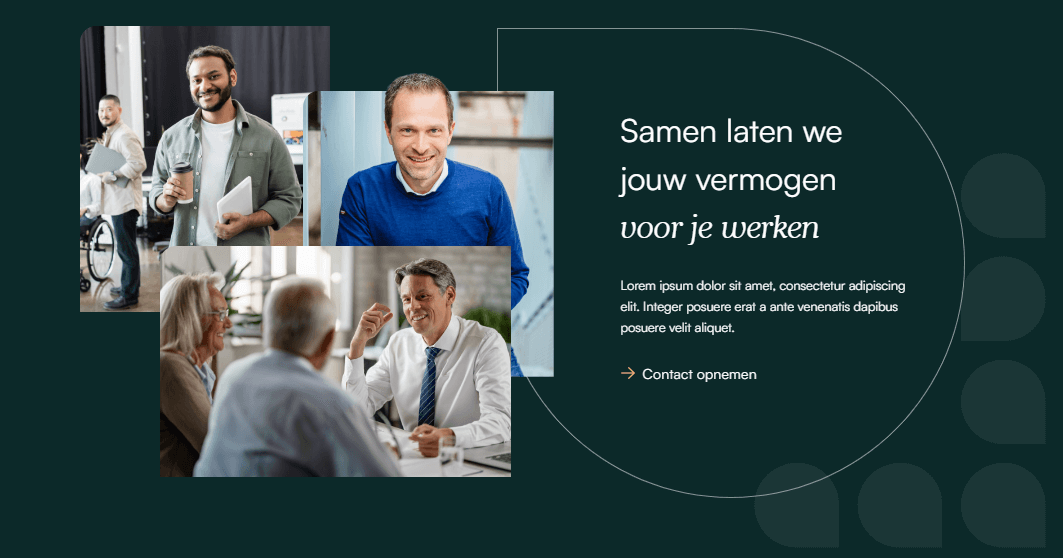 Samen laten we
jouw vermogen
voor je werken
Lorem ipsum dolor sit amet, consectetur adipiscing
elit. Integer posuere erat a ante venenatis dapibus
posuere velit aliquet.
Contact opnemen